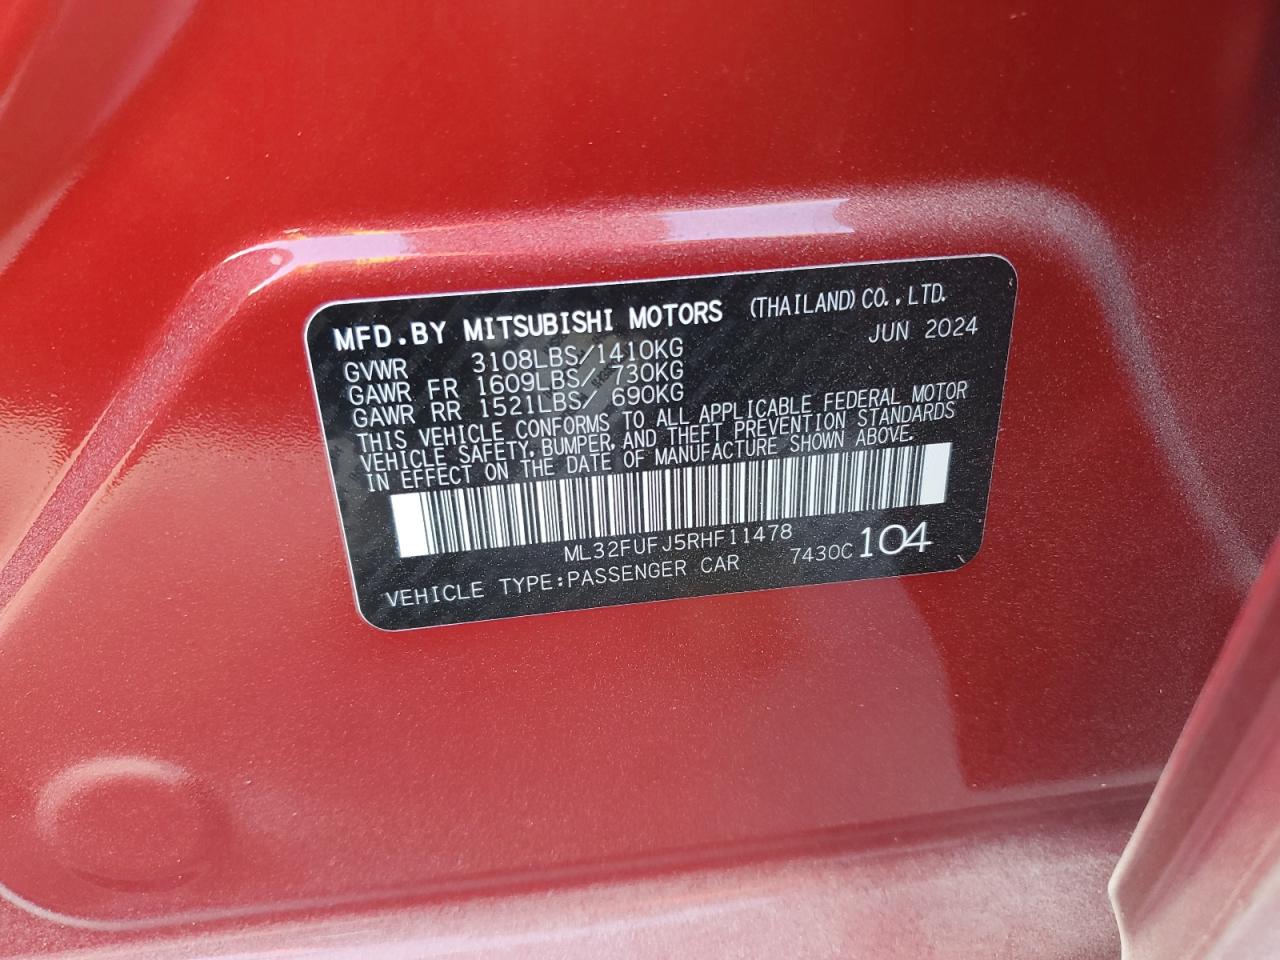 MFD.BY MITSUBISHI MOTORS (THAILAND) CO.,LTD.
JUN 2024
GVWR 3108LBS/1410KG
GAWR FR 1609LBS/ 730KG
GAWR RR 1521LBS/ 690KG
THIS VEHICLE CONFORMS TO ALL APPLICABLE FEDERAL MOTOR
VEHICLE SAFETY, BUMPER, AND THEFT PREVENTION STANDARDS
IN EFFECT ON THE DATE OF MANUFACTURE SHOWN ABOVE.
ML32FUFJ5RHF11478
VEHICLE TYPE:PASSENGER CAR 7430C 104